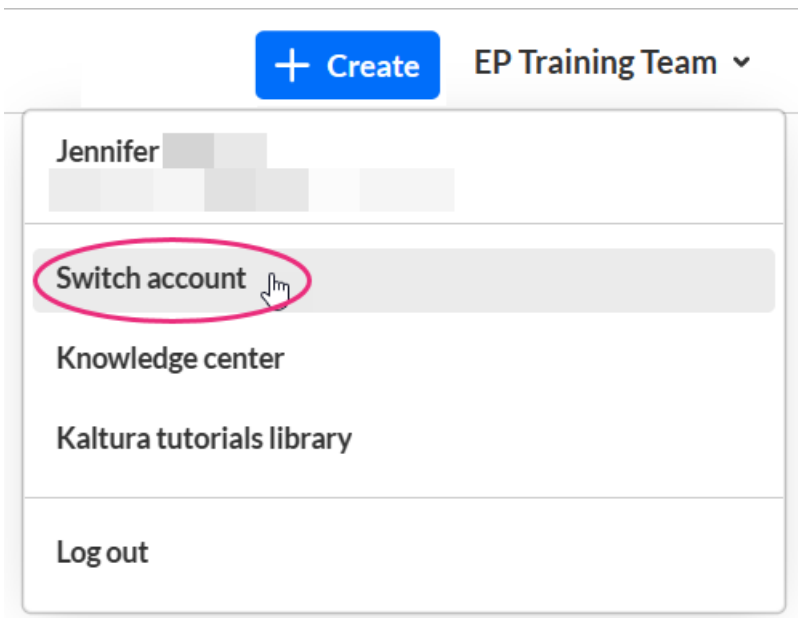 + Create
EP Training Team
Jennifer
Switch account
Knowledge center
Kaltura tutorials library
Log out